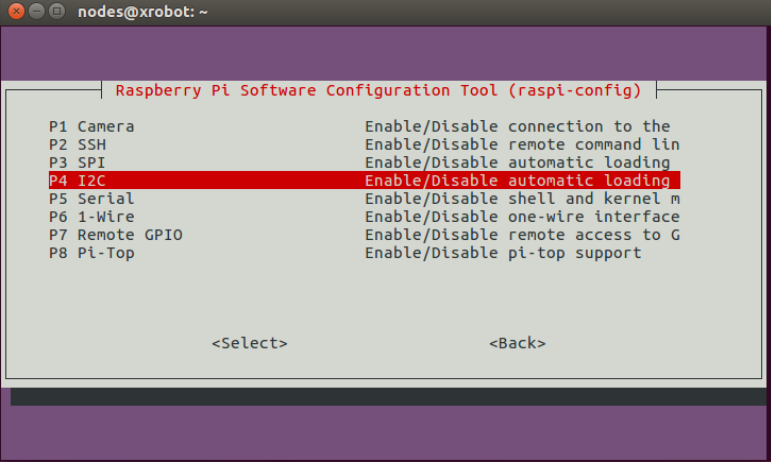 nodes@xrobot: ~
Raspberry Pi Software Configuration Tool (raspi-config)
P1 Camera Enable/Disable connection to the
P2 SSH Enable/Disable remote command lin
P3 SPI Enable/Disable automatic loading
P4 I2C Enable/Disable automatic loading
P5 Serial Enable/Disable shell and kernel m
P6 1-Wire Enable/Disable one-wire interface
P7 Remote GPIO Enable/Disable remote access to G
P8 Pi-Top Enable/Disable pi-top support
<Select> <Back>